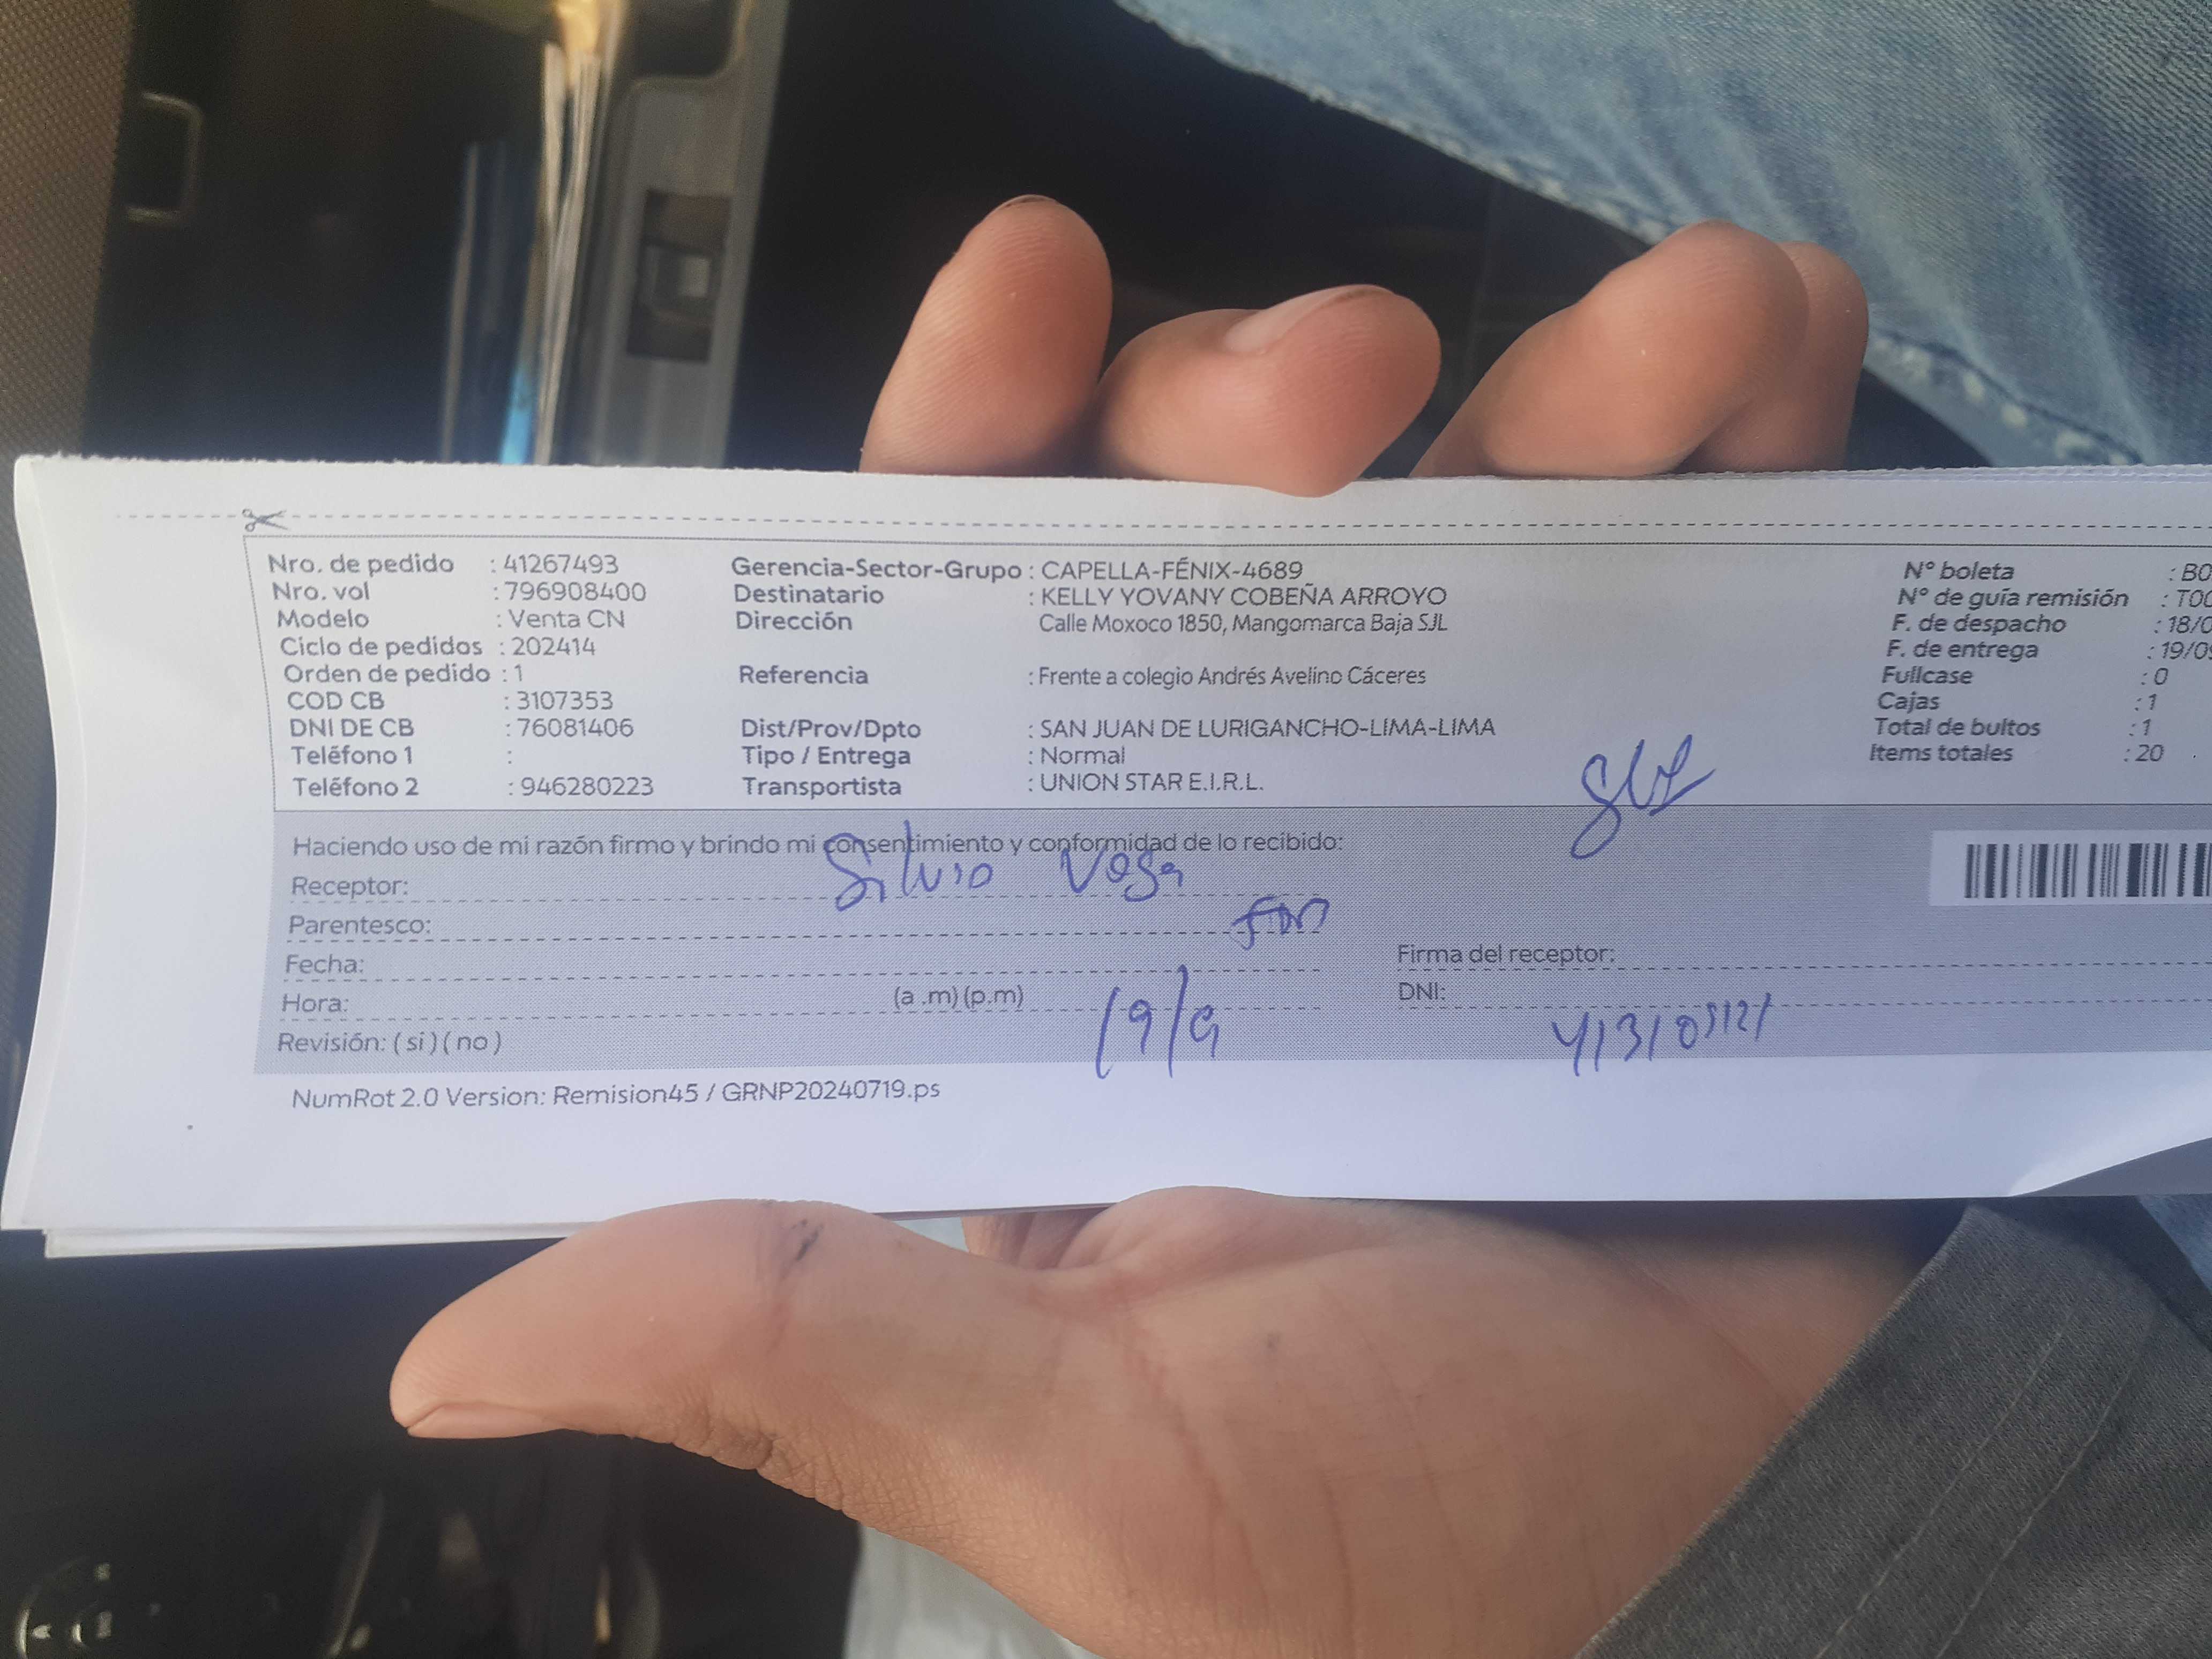 Nro. de pedido : 41267493 Gerencia-Sector-Grupo : CAPELLA-FÉNIX-4689 N° boleta : B0
Nro. vol : 796908400 Destinatario : KELLY YOVANY COBEÑA ARROYO N° de guía remisión : T00
Modelo : Venta CN Dirección Calle Moxoco 1850, Mangomarca Baja SJL F. de despacho : 18/0
Ciclo de pedidos : 202414 F. de entrega : 19/09
Orden de pedido : 1 Referencia : Frente a colegio Andrés Avelino Cáceres Fullcase : 0
COD CB : 3107353 Cajas : 1
DNI DE CB : 76081406 Dist/Prov/Dpto : SAN JUAN DE LURIGANCHO-LIMA-LIMA Total de bultos : 1
Teléfono 1 : Tipo / Entrega : Normal Items totales : 20
Teléfono 2 : 946280223 Transportista : UNION STAR E.I.R.L.
Haciendo uso de mi razón firmo y brindo mi consentimiento y conformidad de lo recibido:
Receptor: Silvio Vega
Parentesco:
Fecha: Firma del receptor:
Hora: (a .m) (p.m) 19/9 DNI:
Revisión: ( si ) ( no )
NumRot 2.0 Version: Remision45 / GRNP20240719.ps